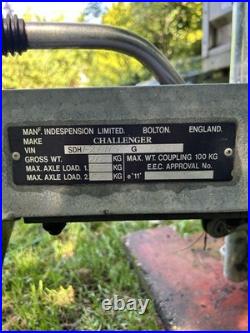 MANF. INDESPENSION LIMITED. BOLTON. ENGLAND.
MAKE CHALLENGER
VIN SDH G
GROSS WT. KG MAX. WT. COUPLING 100 KG
MAX. AXLE LOAD. 1. KG E.E.C. APPROVAL No.
MAX. AXLE LOAD. 2 KG e"11"